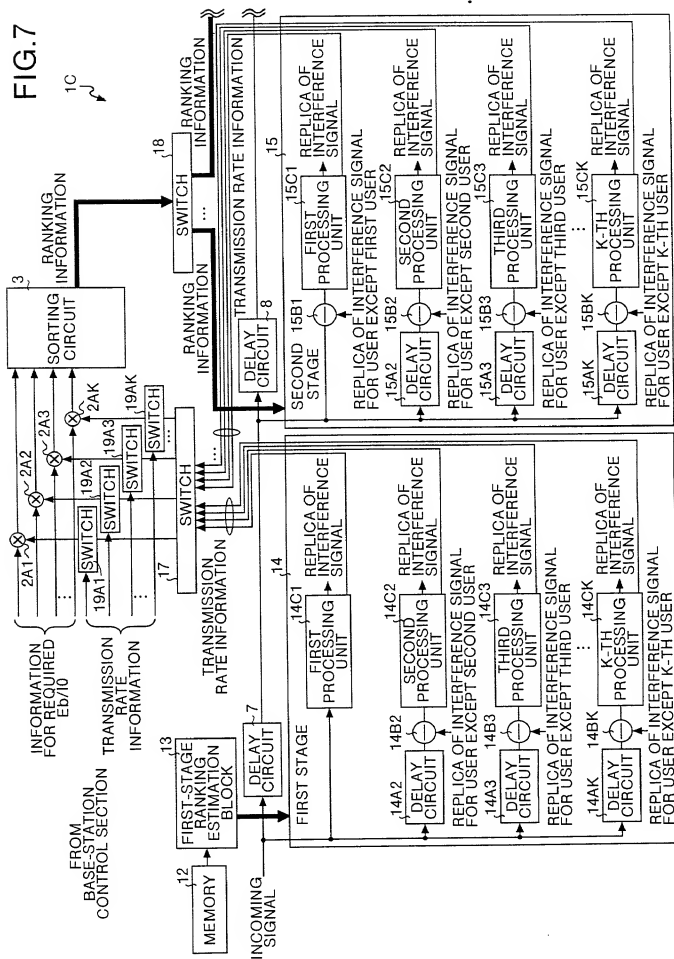 FIG.7
1C
FROM
BASE-STATION
CONTROL SECTION
INFORMATION
FOR REQUIRED
Eb/I0
TRANSMISSION
RATE
INFORMATION
2A1
2A2
2A3
2AK
19A1
SWITCH
19A2
SWITCH
19A3
SWITCH
19AK
SWITCH
3
SORTING
CIRCUIT
RANKING
INFORMATION
17
SWITCH
18
SWITCH
RANKING
INFORMATION
RANKING
INFORMATION
TRANSMISSION
RATE INFORMATION
TRANSMISSION RATE INFORMATION
12
MEMORY
13
FIRST-STAGE
RANKING
ESTIMATION
BLOCK
INCOMING
SIGNAL
7
DELAY
CIRCUIT
8
DELAY
CIRCUIT
14
FIRST STAGE
14C1
FIRST
PROCESSING
UNIT
REPLICA OF
INTERFERENCE
SIGNAL
14A2
DELAY
CIRCUIT
14B2
14C2
SECOND
PROCESSING
UNIT
REPLICA OF
INTERFERENCE
SIGNAL
REPLICA OF INTERFERENCE SIGNAL
FOR USER EXCEPT SECOND USER
14A3
DELAY
CIRCUIT
14B3
14C3
THIRD
PROCESSING
UNIT
REPLICA OF
INTERFERENCE
SIGNAL
REPLICA OF INTERFERENCE SIGNAL
FOR USER EXCEPT THIRD USER
14AK
DELAY
CIRCUIT
14BK
14CK
K-TH
PROCESSING
UNIT
REPLICA OF
INTERFERENCE
SIGNAL
REPLICA OF INTERFERENCE SIGNAL
FOR USER EXCEPT K-TH USER
15
SECOND
STAGE
15B1
15C1
FIRST
PROCESSING
UNIT
REPLICA OF
INTERFERENCE
SIGNAL
REPLICA OF INTERFERENCE SIGNAL
FOR USER EXCEPT FIRST USER
15A2
DELAY
CIRCUIT
15B2
15C2
SECOND
PROCESSING
UNIT
REPLICA OF
INTERFERENCE
SIGNAL
REPLICA OF INTERFERENCE SIGNAL
FOR USER EXCEPT SECOND USER
15A3
DELAY
CIRCUIT
15B3
15C3
THIRD
PROCESSING
UNIT
REPLICA OF
INTERFERENCE
SIGNAL
REPLICA OF INTERFERENCE SIGNAL
FOR USER EXCEPT THIRD USER
15AK
DELAY
CIRCUIT
15BK
15CK
K-TH
PROCESSING
UNIT
REPLICA OF
INTERFERENCE
SIGNAL
REPLICA OF INTERFERENCE SIGNAL
FOR USER EXCEPT K-TH USER